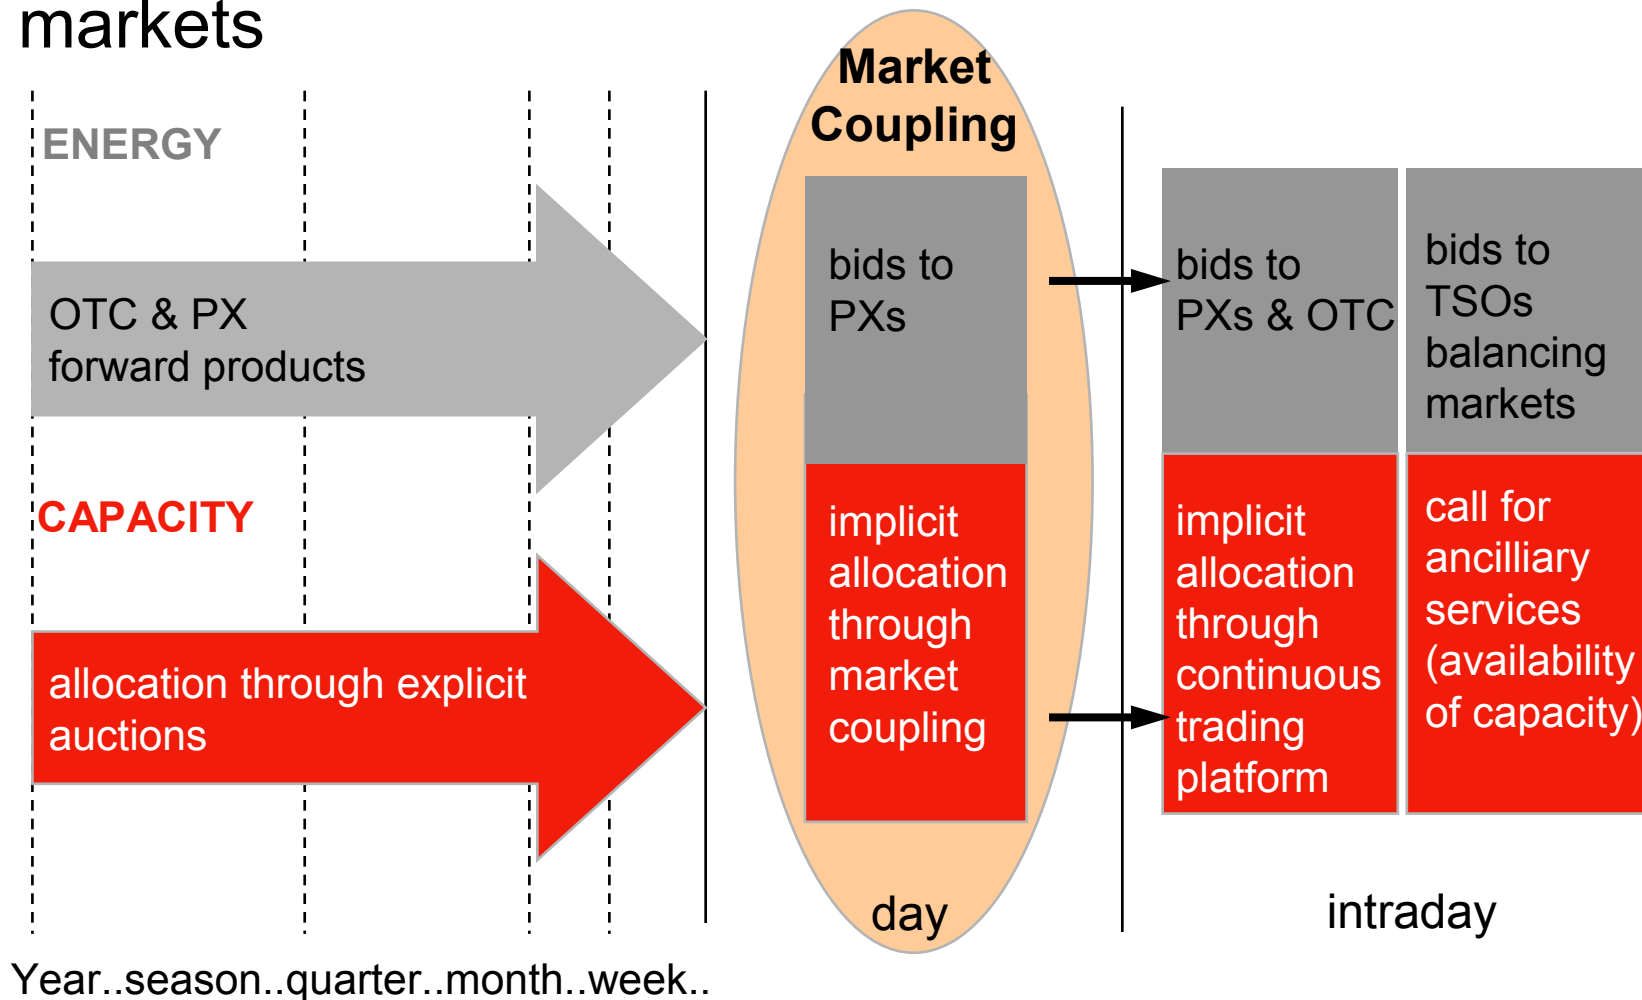 markets
ENERGY
OTC & PX
forward products
CAPACITY
allocation through explicit
auctions
Year..season..quarter..month..week..
Market
Coupling
bids to
PXs
implicit
allocation
through
market
coupling
day
bids to
PXs & OTC
implicit
allocation
through
continuous
trading
platform
bids to
TSOs
balancing
markets
call for
ancilliary
services
(availability
of capacity)
intraday